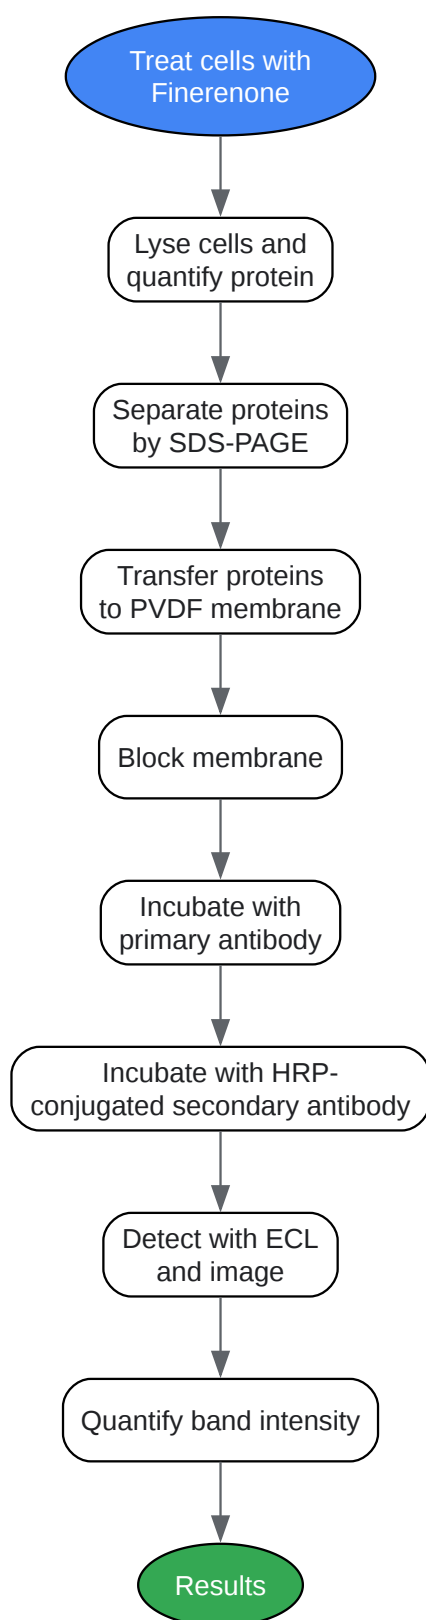 Treat cells with
Finerenone
Lyse cells and
quantify protein
Separate proteins
by SDS-PAGE
Transfer proteins
to PVDF membrane
Block membrane
Incubate with
primary antibody
Incubate with HRP-
conjugated secondary antibody
Detect with ECL
and image
Quantify band intensity
Results